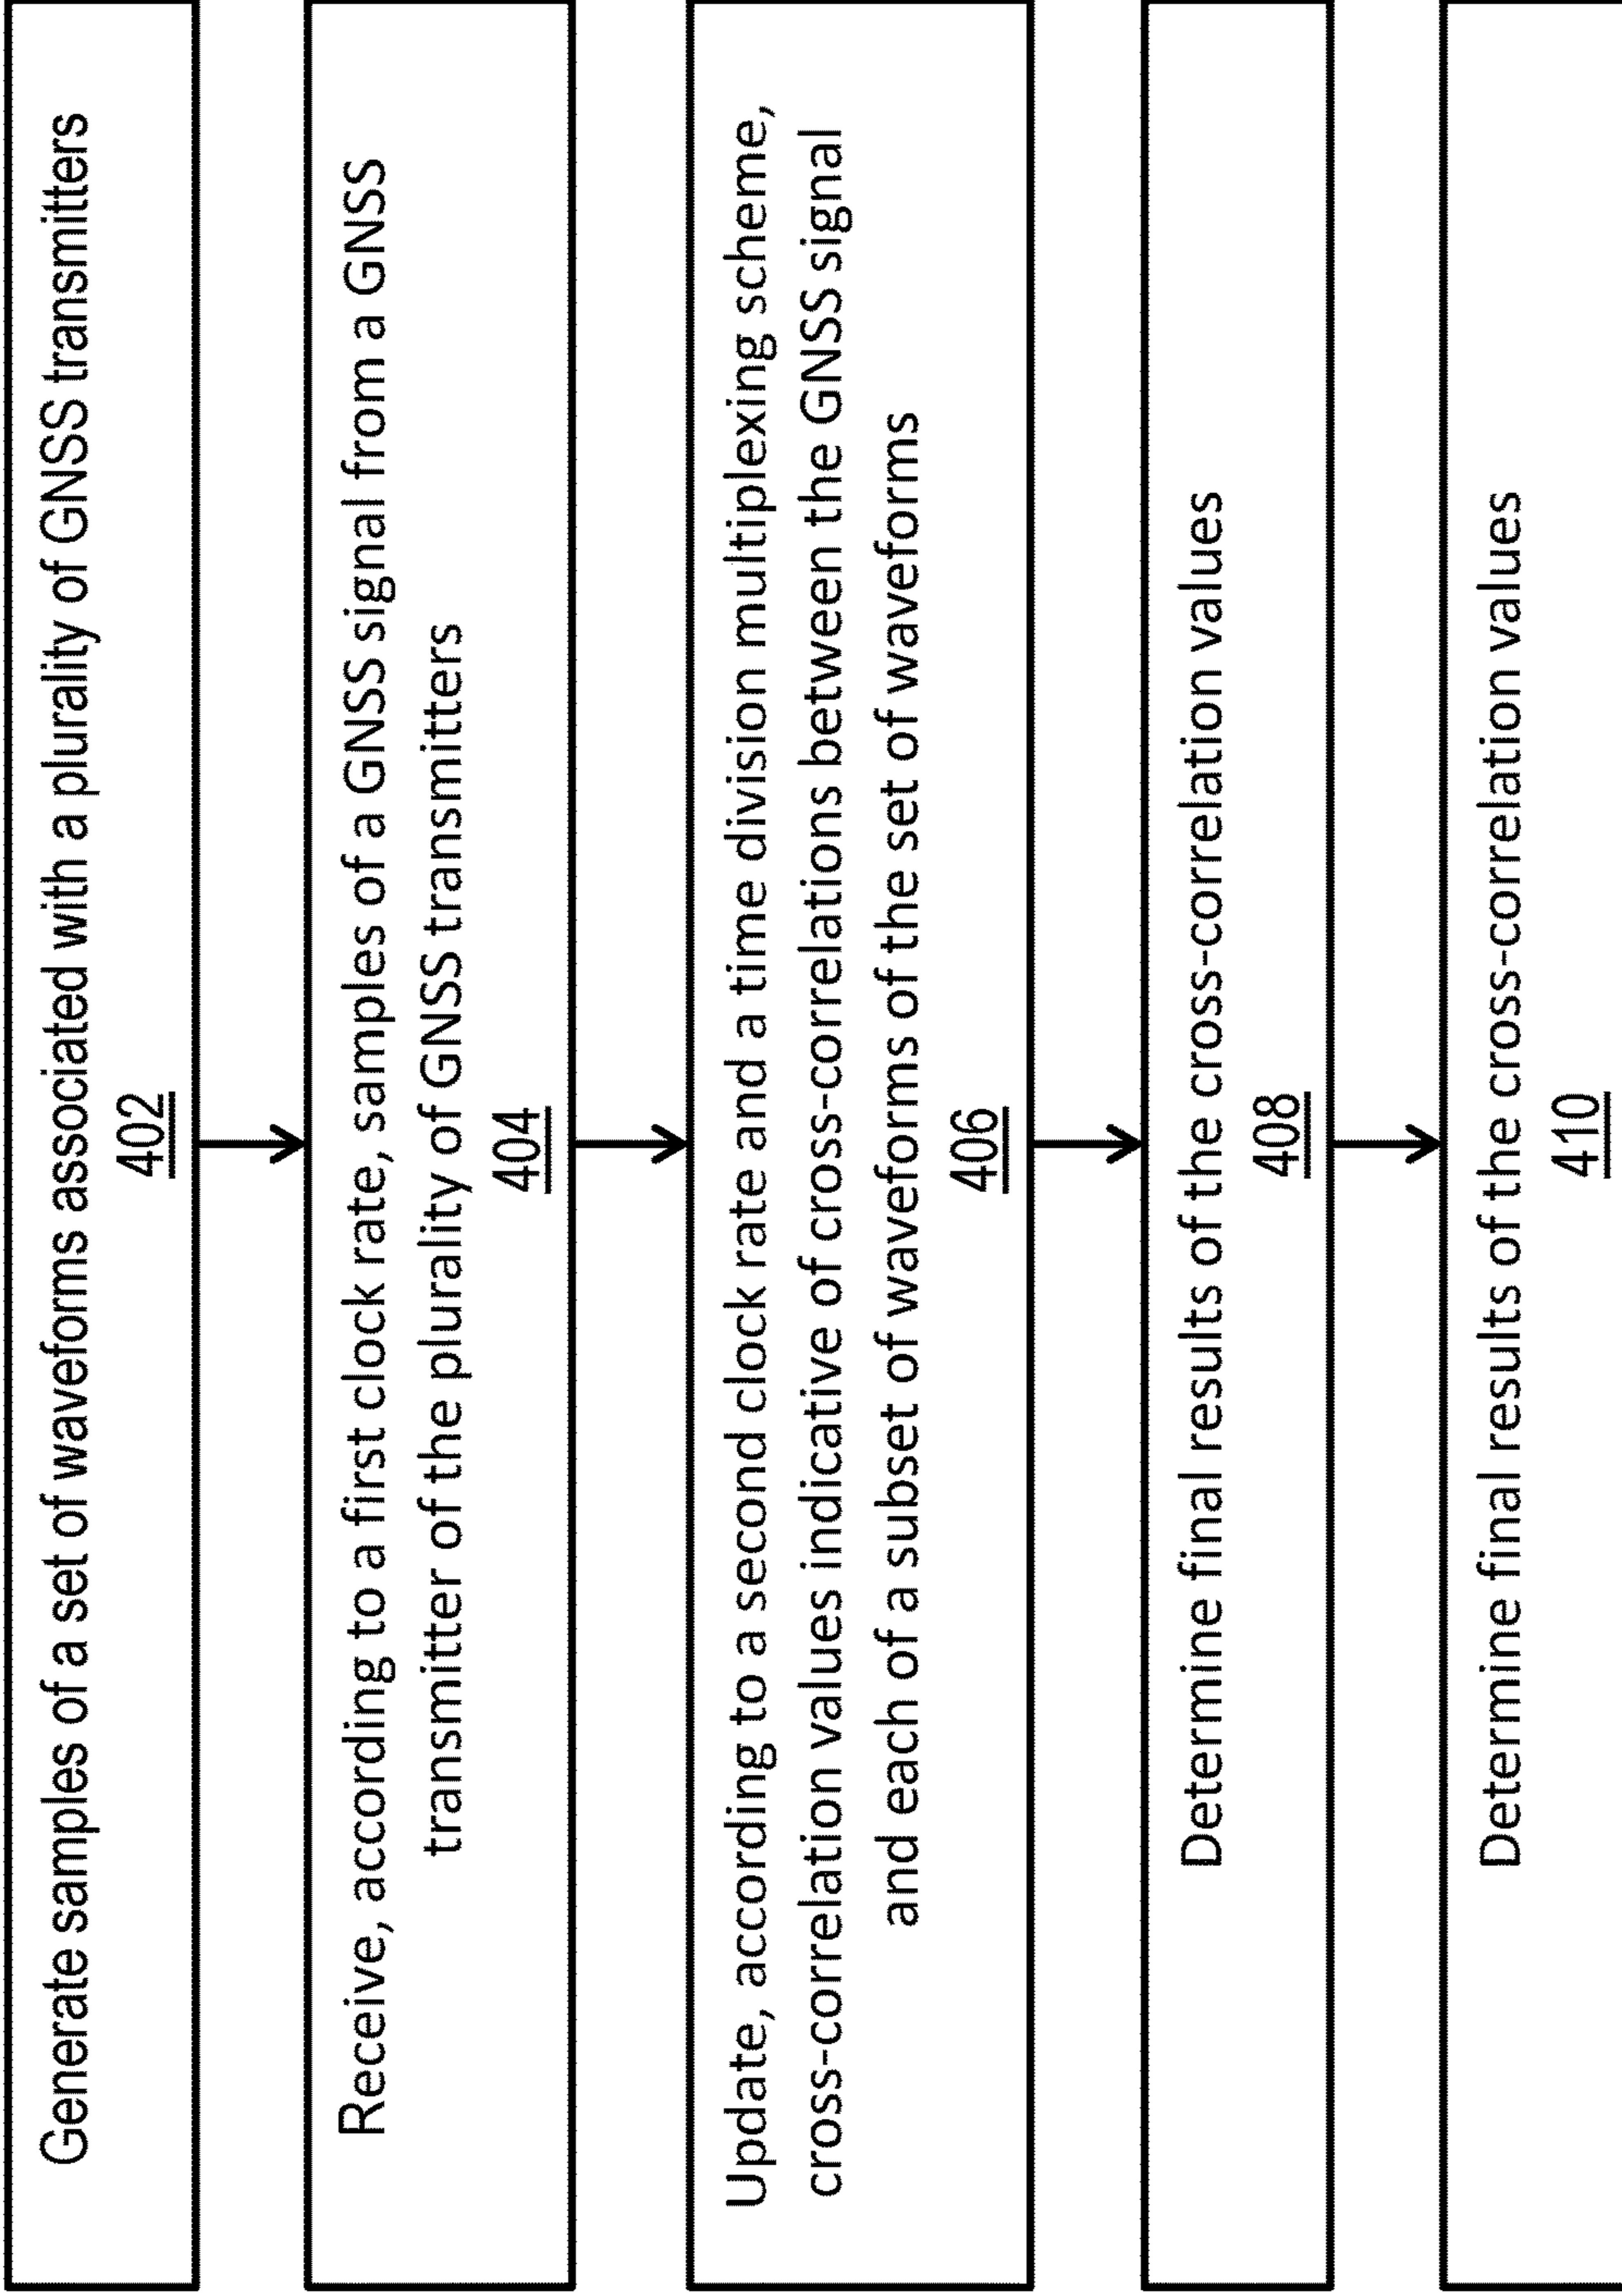 Generate samples of a set of waveforms associated with a plurality of GNSS transmitters
402
Receive, according to a first clock rate, samples of a GNSS signal from a GNSS
transmitter of the plurality of GNSS transmitters
404
Update, according to a second clock rate and a time division multiplexing scheme,
cross-correlation values indicative of cross-correlations between the GNSS signal
and each of a subset of waveforms of the set of waveforms
406
Determine final results of the cross-correlation values
408
Determine final results of the cross-correlation values
410